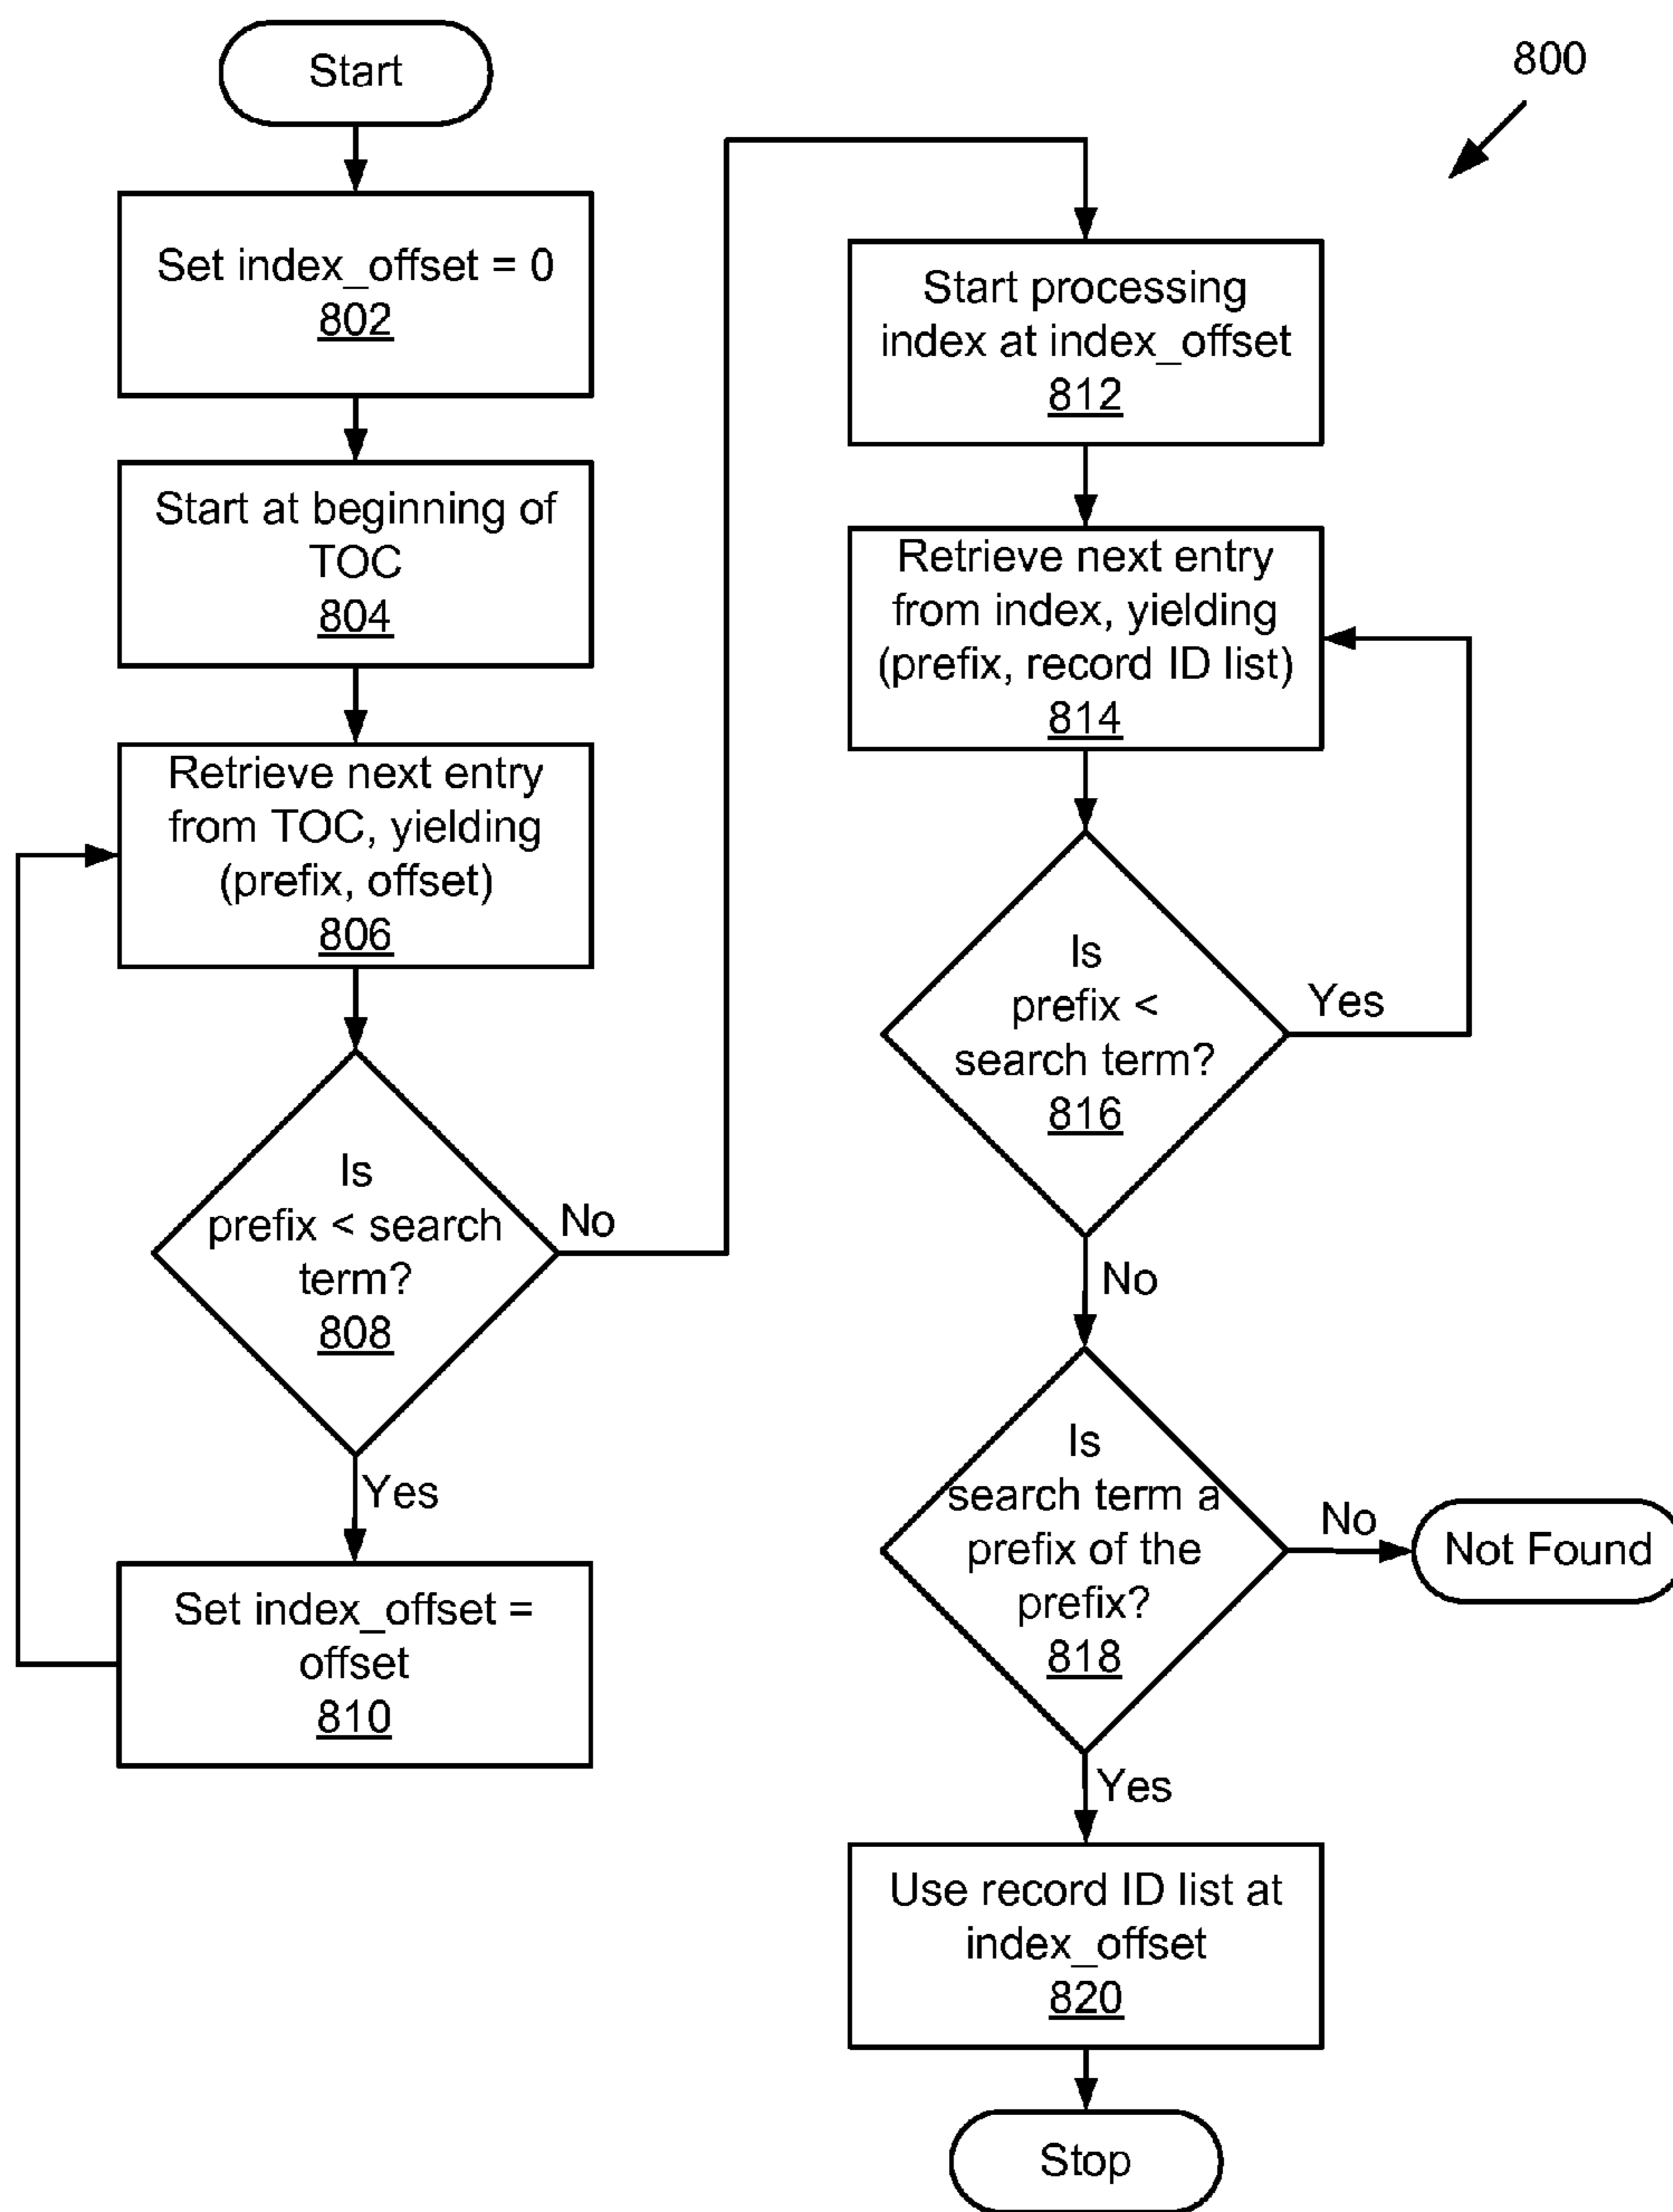 Start
Set index_offset = 0
802
Start at beginning of
TOC
804
Retrieve next entry
from TOC, yielding
(prefix, offset)
806
Is
prefix < search
term?
808
No
Yes
Set index_offset =
offset
810
800
Start processing
index at index_offset
812
Retrieve next entry
from index, yielding
(prefix, record ID list)
814
Is
prefix <
search term?
816
Yes
No
Is
search term a
prefix of the
prefix?
818
No
Not Found
Yes
Use record ID list at
index_offset
820
Stop